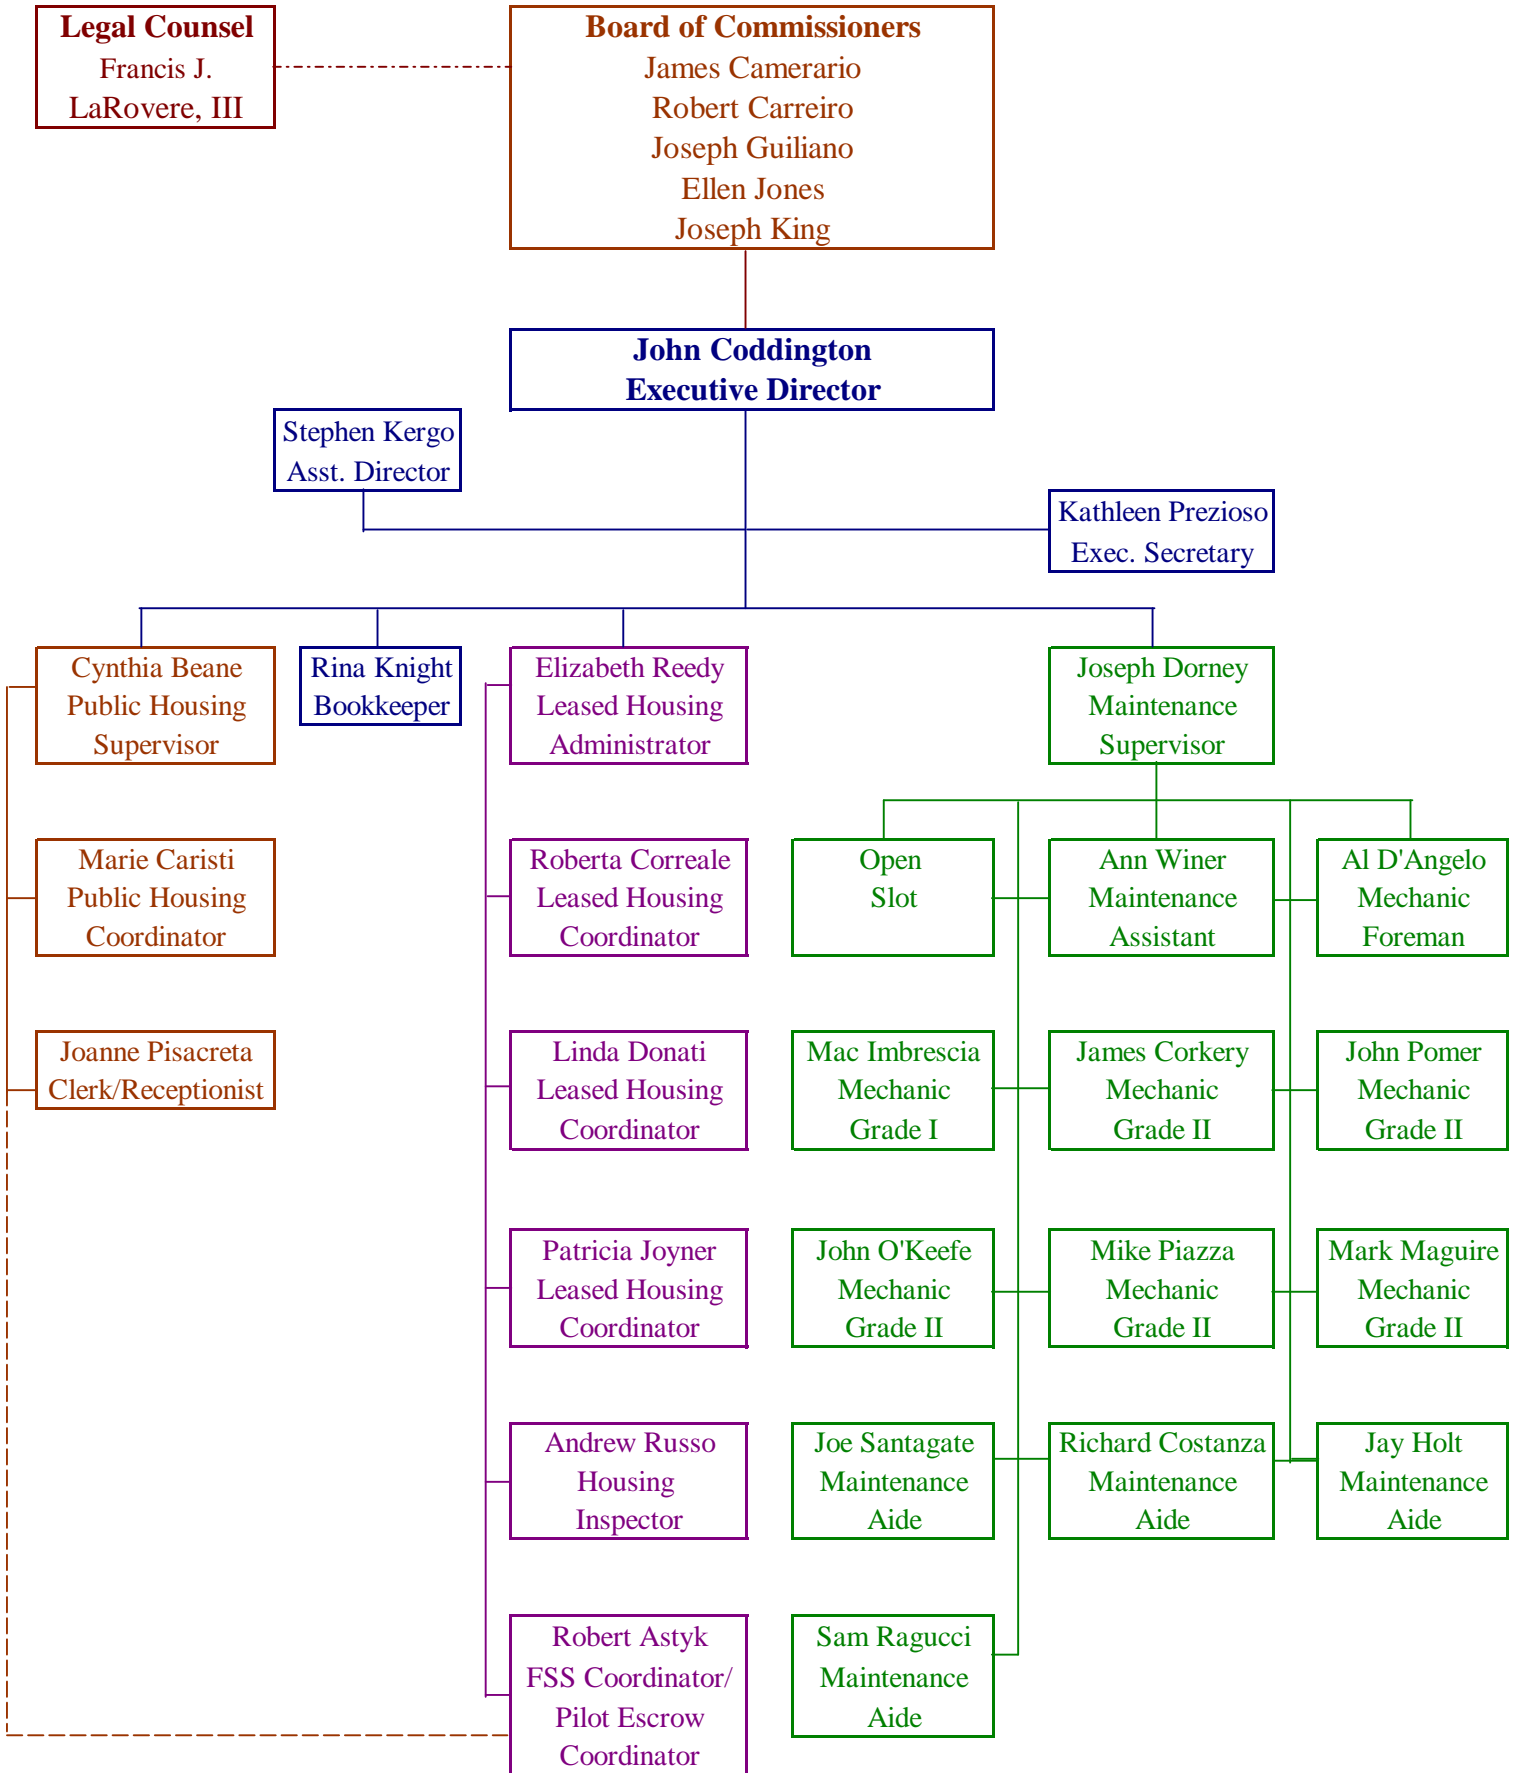 Legal Counsel
Francis J.
LaRovere, III
Board of Commissioners
James Camerario
Robert Carreiro
Joseph Guiliano
Ellen Jones
Joseph King
John Coddington
Executive Director
Stephen Kergo
Asst. Director
Kathleen Prezioso
Exec. Secretary
Cynthia Beane
Public Housing
Supervisor
Rina Knight
Bookkeeper
Elizabeth Reedy
Leased Housing
Administrator
Joseph Dorney
Maintenance
Supervisor
Marie Caristi
Public Housing
Coordinator
Roberta Correale
Leased Housing
Coordinator
Open
Slot
Ann Winer
Maintenance
Assistant
Al D'Angelo
Mechanic
Foreman
Joanne Pisacreta
Clerk/Receptionist
Linda Donati
Leased Housing
Coordinator
Mac Imbrescia
Mechanic
Grade I
James Corkery
Mechanic
Grade II
John Pomer
Mechanic
Grade II
Patricia Joyner
Leased Housing
Coordinator
John O'Keefe
Mechanic
Grade II
Mike Piazza
Mechanic
Grade II
Mark Maguire
Mechanic
Grade II
Andrew Russo
Housing
Inspector
Joe Santagate
Maintenance
Aide
Richard Costanza
Maintenance
Aide
Jay Holt
Maintenance
Aide
Robert Astyk
FSS Coordinator/
Pilot Escrow
Coordinator
Sam Ragucci
Maintenance
Aide